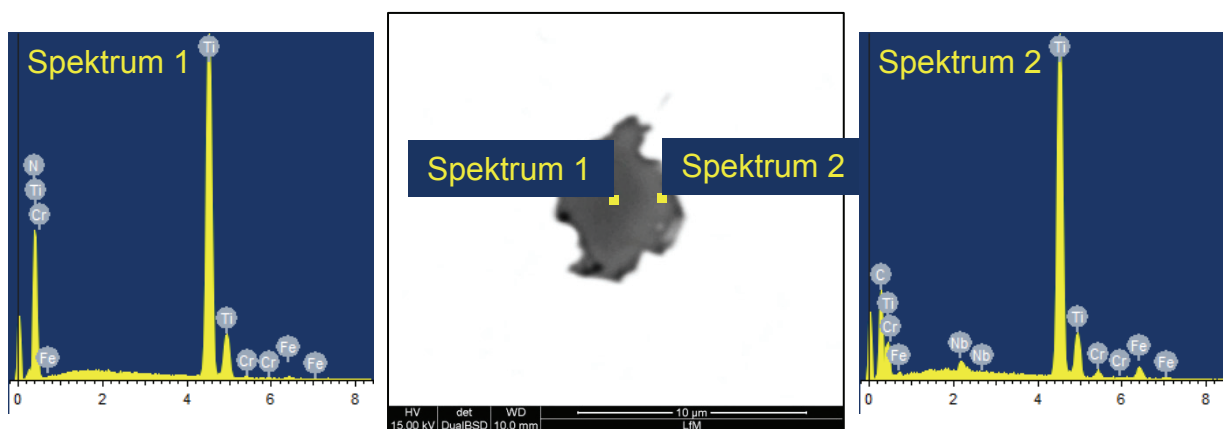 Spektrum 1
Ti
N
Ti
Cr
Fe
Ti
Cr
Cr
Fe
Fe
0 2 4 6 8
Spektrum 1
Spektrum 2
HV det WD
15.00 kV DualBSD 10.0 mm
10 µm
LfM
Spektrum 2
Ti
C
Ti
Cr
Fe
Nb
Nb
Ti
Cr
Cr
Fe
Fe
0 2 4 6 8